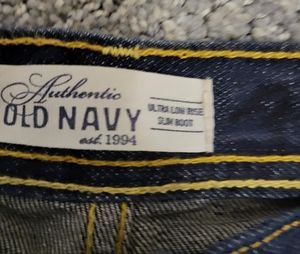 Authentic
OLD NAVY
est. 1994
ULTRA LOW RISE
SLIM BOOT